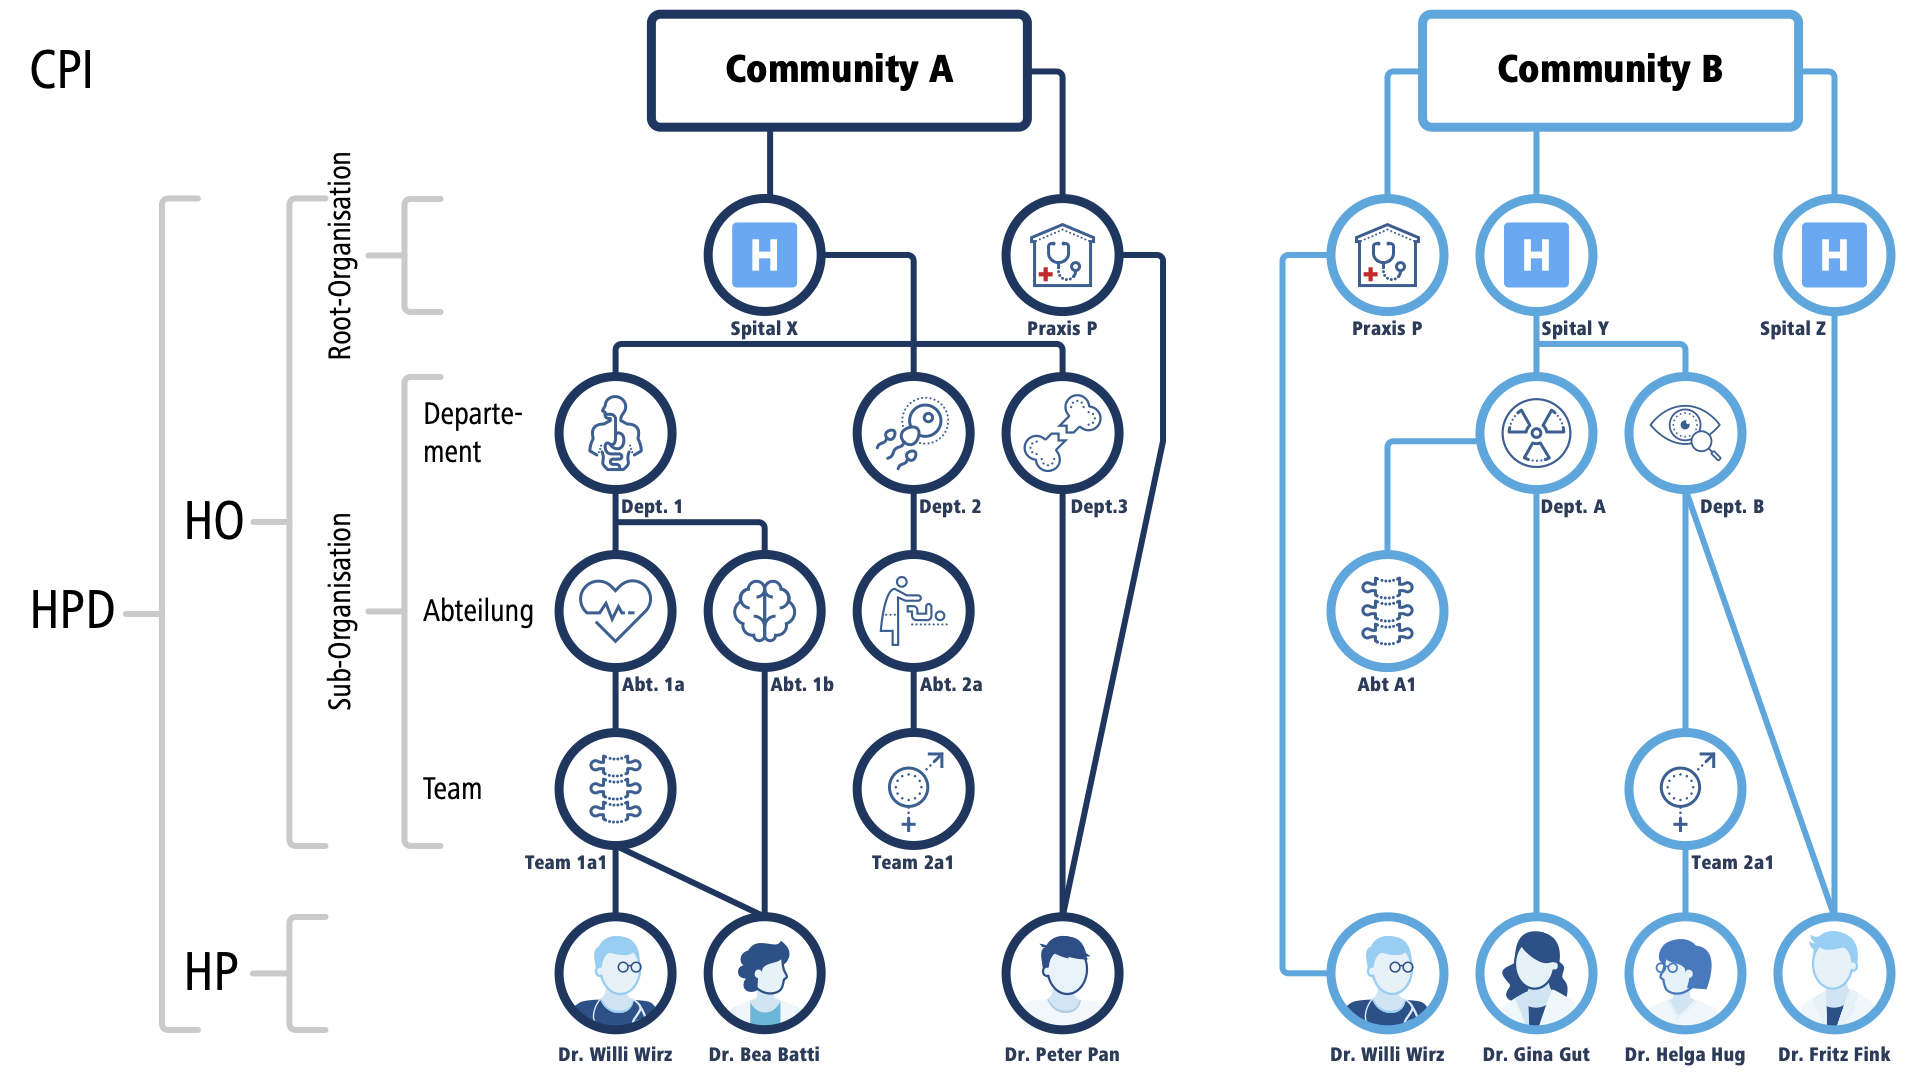 CPI
Community A
Community B
Root-Organisation
H
H
H
Spital X
Praxis P
Praxis P
Spital Y
Spital Z
HPD
HO
Sub-Organisation
Departe-
ment
Dept. 1
Dept. 2
Dept.3
Dept. A
Dept. B
Abteilung
Abt. 1a
Abt. 1b
Abt. 2a
Abt A1
Team
Team 1a1
Team 2a1
Team 2a1
HP
Dr. Willi Wirz
Dr. Bea Batti
Dr. Peter Pan
Dr. Willi Wirz
Dr. Gina Gut
Dr. Helga Hug
Dr. Fritz Fink